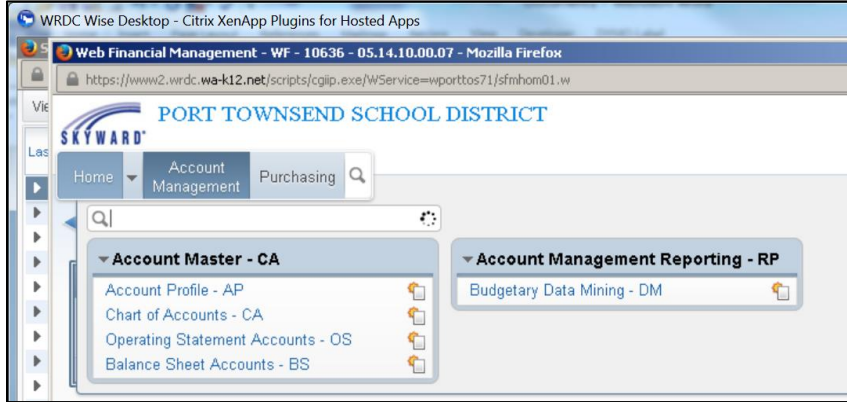 WRDC Wise Desktop - Citrix XenApp Plugins for Hosted Apps
Web Financial Management - WF - 10636 - 05.14.10.00.07 - Mozilla Firefox
https://www2.wrdc.wa-k12.net/scripts/cgiip.exe/WService=wporttos71/sfmhom01.w
Vie
PORT TOWNSEND SCHOOL DISTRICT
SKYWARD
Las
Home
Account Management
Purchasing
Account Master - CA
Account Management Reporting - RP
Account Profile - AP
Budgetary Data Mining - DM
Chart of Accounts - CA
Operating Statement Accounts - OS
Balance Sheet Accounts - BS